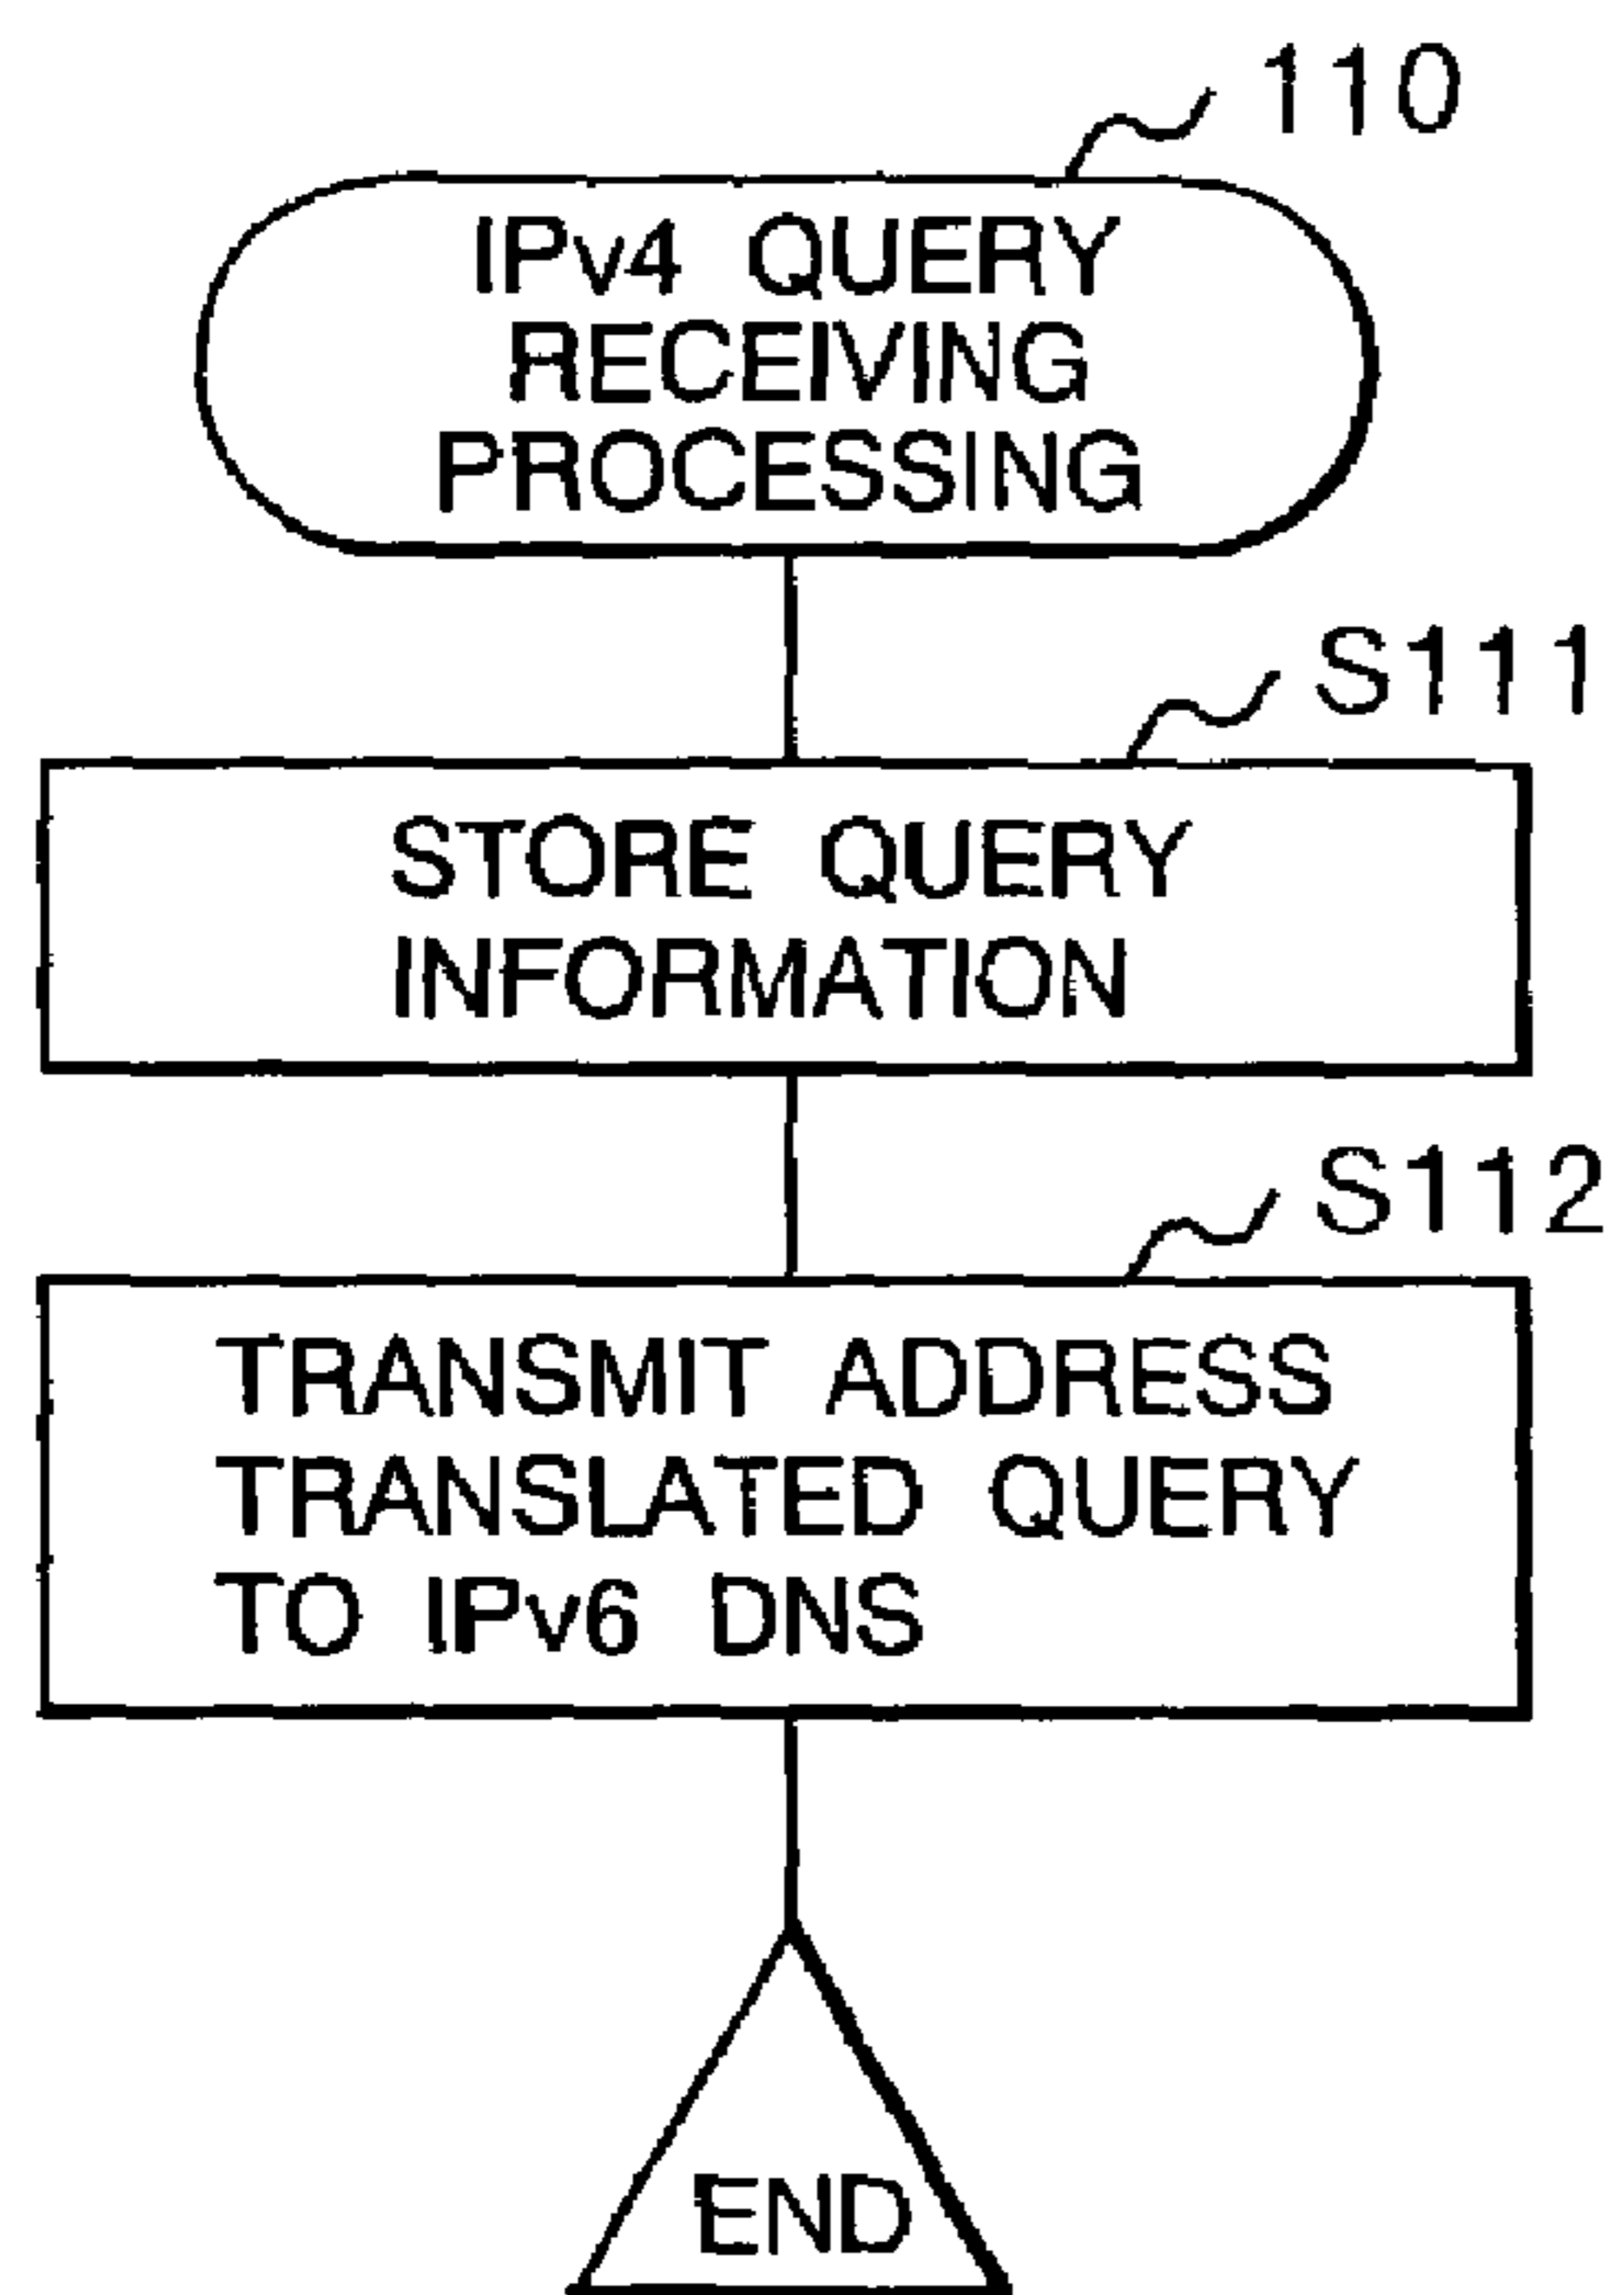 110
IPv4 QUERY
RECEIVING
PROCESSING
S111
STORE QUERY
INFORMATION
S112
TRANSMIT ADDRESS
TRANSLATED QUERY
TO IPv6 DNS
END